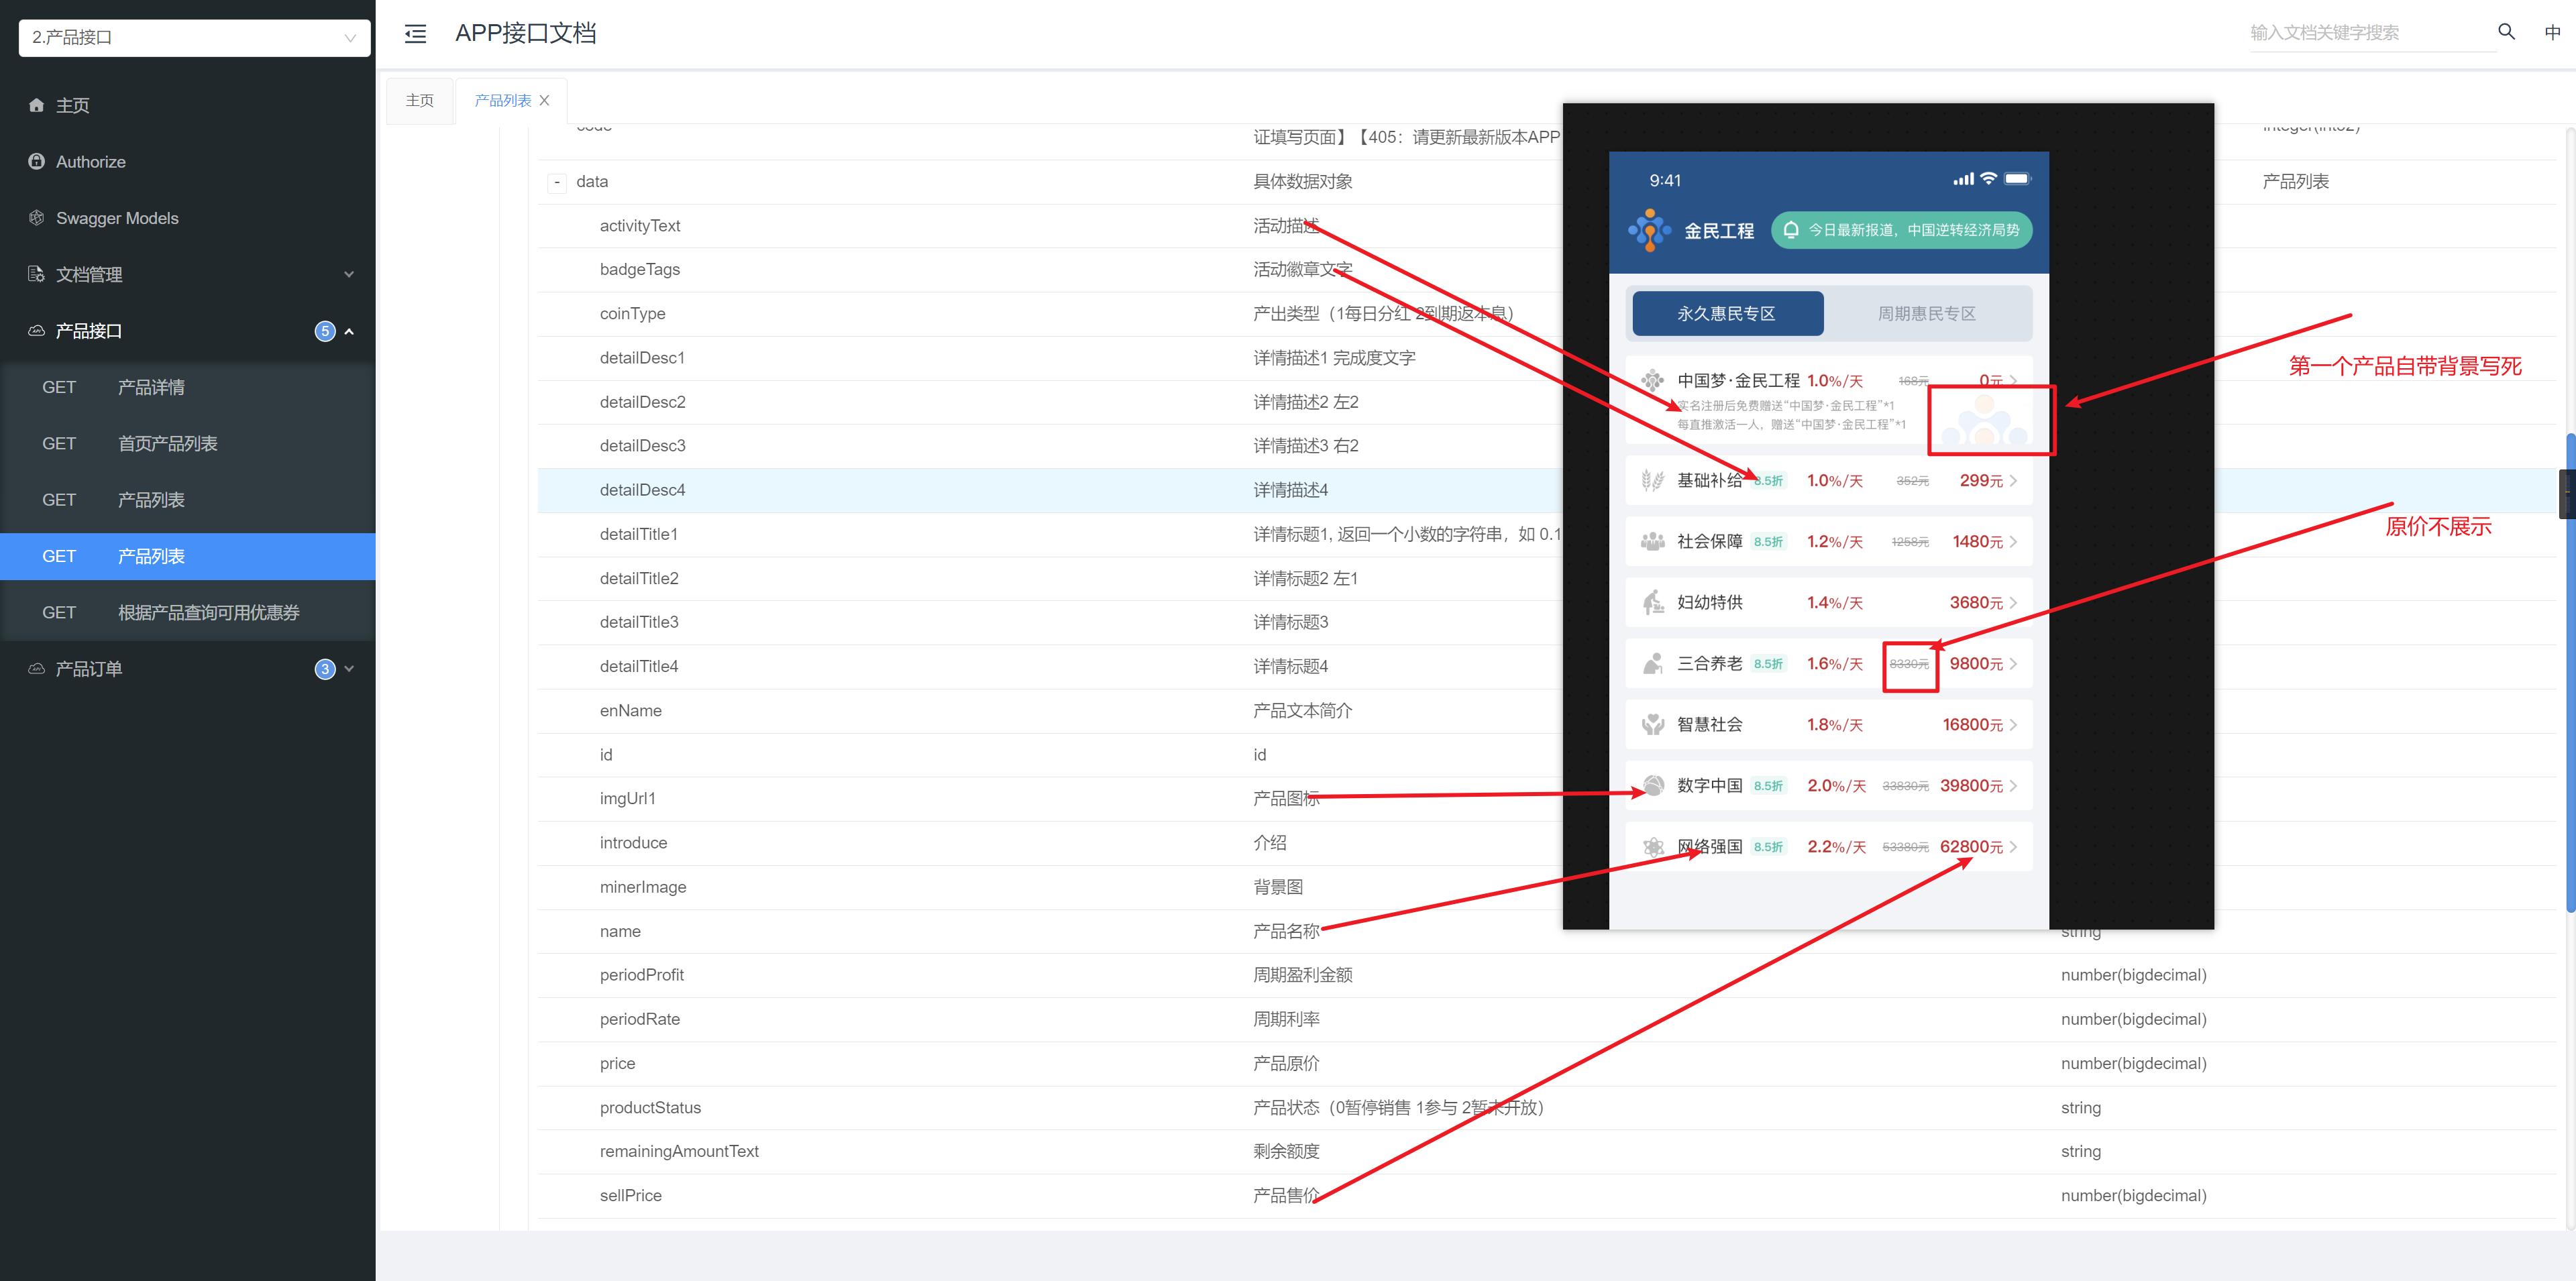 2.产品接口
APP接口文档
输入文档关键字搜索
中
主页
Authorize
Swagger Models
文档管理
产品接口
5
GET 产品详情
GET 首页产品列表
GET 产品列表
GET 产品列表
GET 根据产品查询可用优惠券
产品订单
3
主页
产品列表
证填写页面】【405：请更新最新版本APP
data 具体数据对象 产品列表
activityText 活动描述
badgeTags 活动徽章文字
coinType 产出类型（1每日分红 2到期返本息）
detailDesc1 详情描述1 完成度文字
detailDesc2 详情描述2 左2
detailDesc3 详情描述3 右2
detailDesc4 详情描述4
detailTitle1 详情标题1, 返回一个小数的字符串，如 0.1
detailTitle2 详情标题2 左1
detailTitle3 详情标题3
detailTitle4 详情标题4
enName 产品文本简介
id id
imgUrl1 产品图标
introduce 介绍
minerImage 背景图
name 产品名称 string
periodProfit 周期盈利金额 number(bigdecimal)
periodRate 周期利率 number(bigdecimal)
price 产品原价 number(bigdecimal)
productStatus 产品状态（0暂停销售 1参与 2暂未开放） string
remainingAmountText 剩余额度 string
sellPrice 产品售价 number(bigdecimal)
9:41
金民工程
今日最新报道，中国逆转经济局势
永久惠民专区
周期惠民专区
中国梦·金民工程 1.0%/天 168元 0元
实名注册后免费赠送“中国梦·金民工程”*1
每直推激活一人，赠送“中国梦·金民工程”*1
基础补给 8.5折 1.0%/天 352元 299元
社会保障 8.5折 1.2%/天 1258元 1480元
妇幼特供 1.4%/天 3680元
三合养老 8.5折 1.6%/天 8330元 9800元
智慧社会 1.8%/天 16800元
数字中国 8.5折 2.0%/天 33830元 39800元
网络强国 8.5折 2.2%/天 53380元 62800元
第一个产品自带背景写死
原价不展示